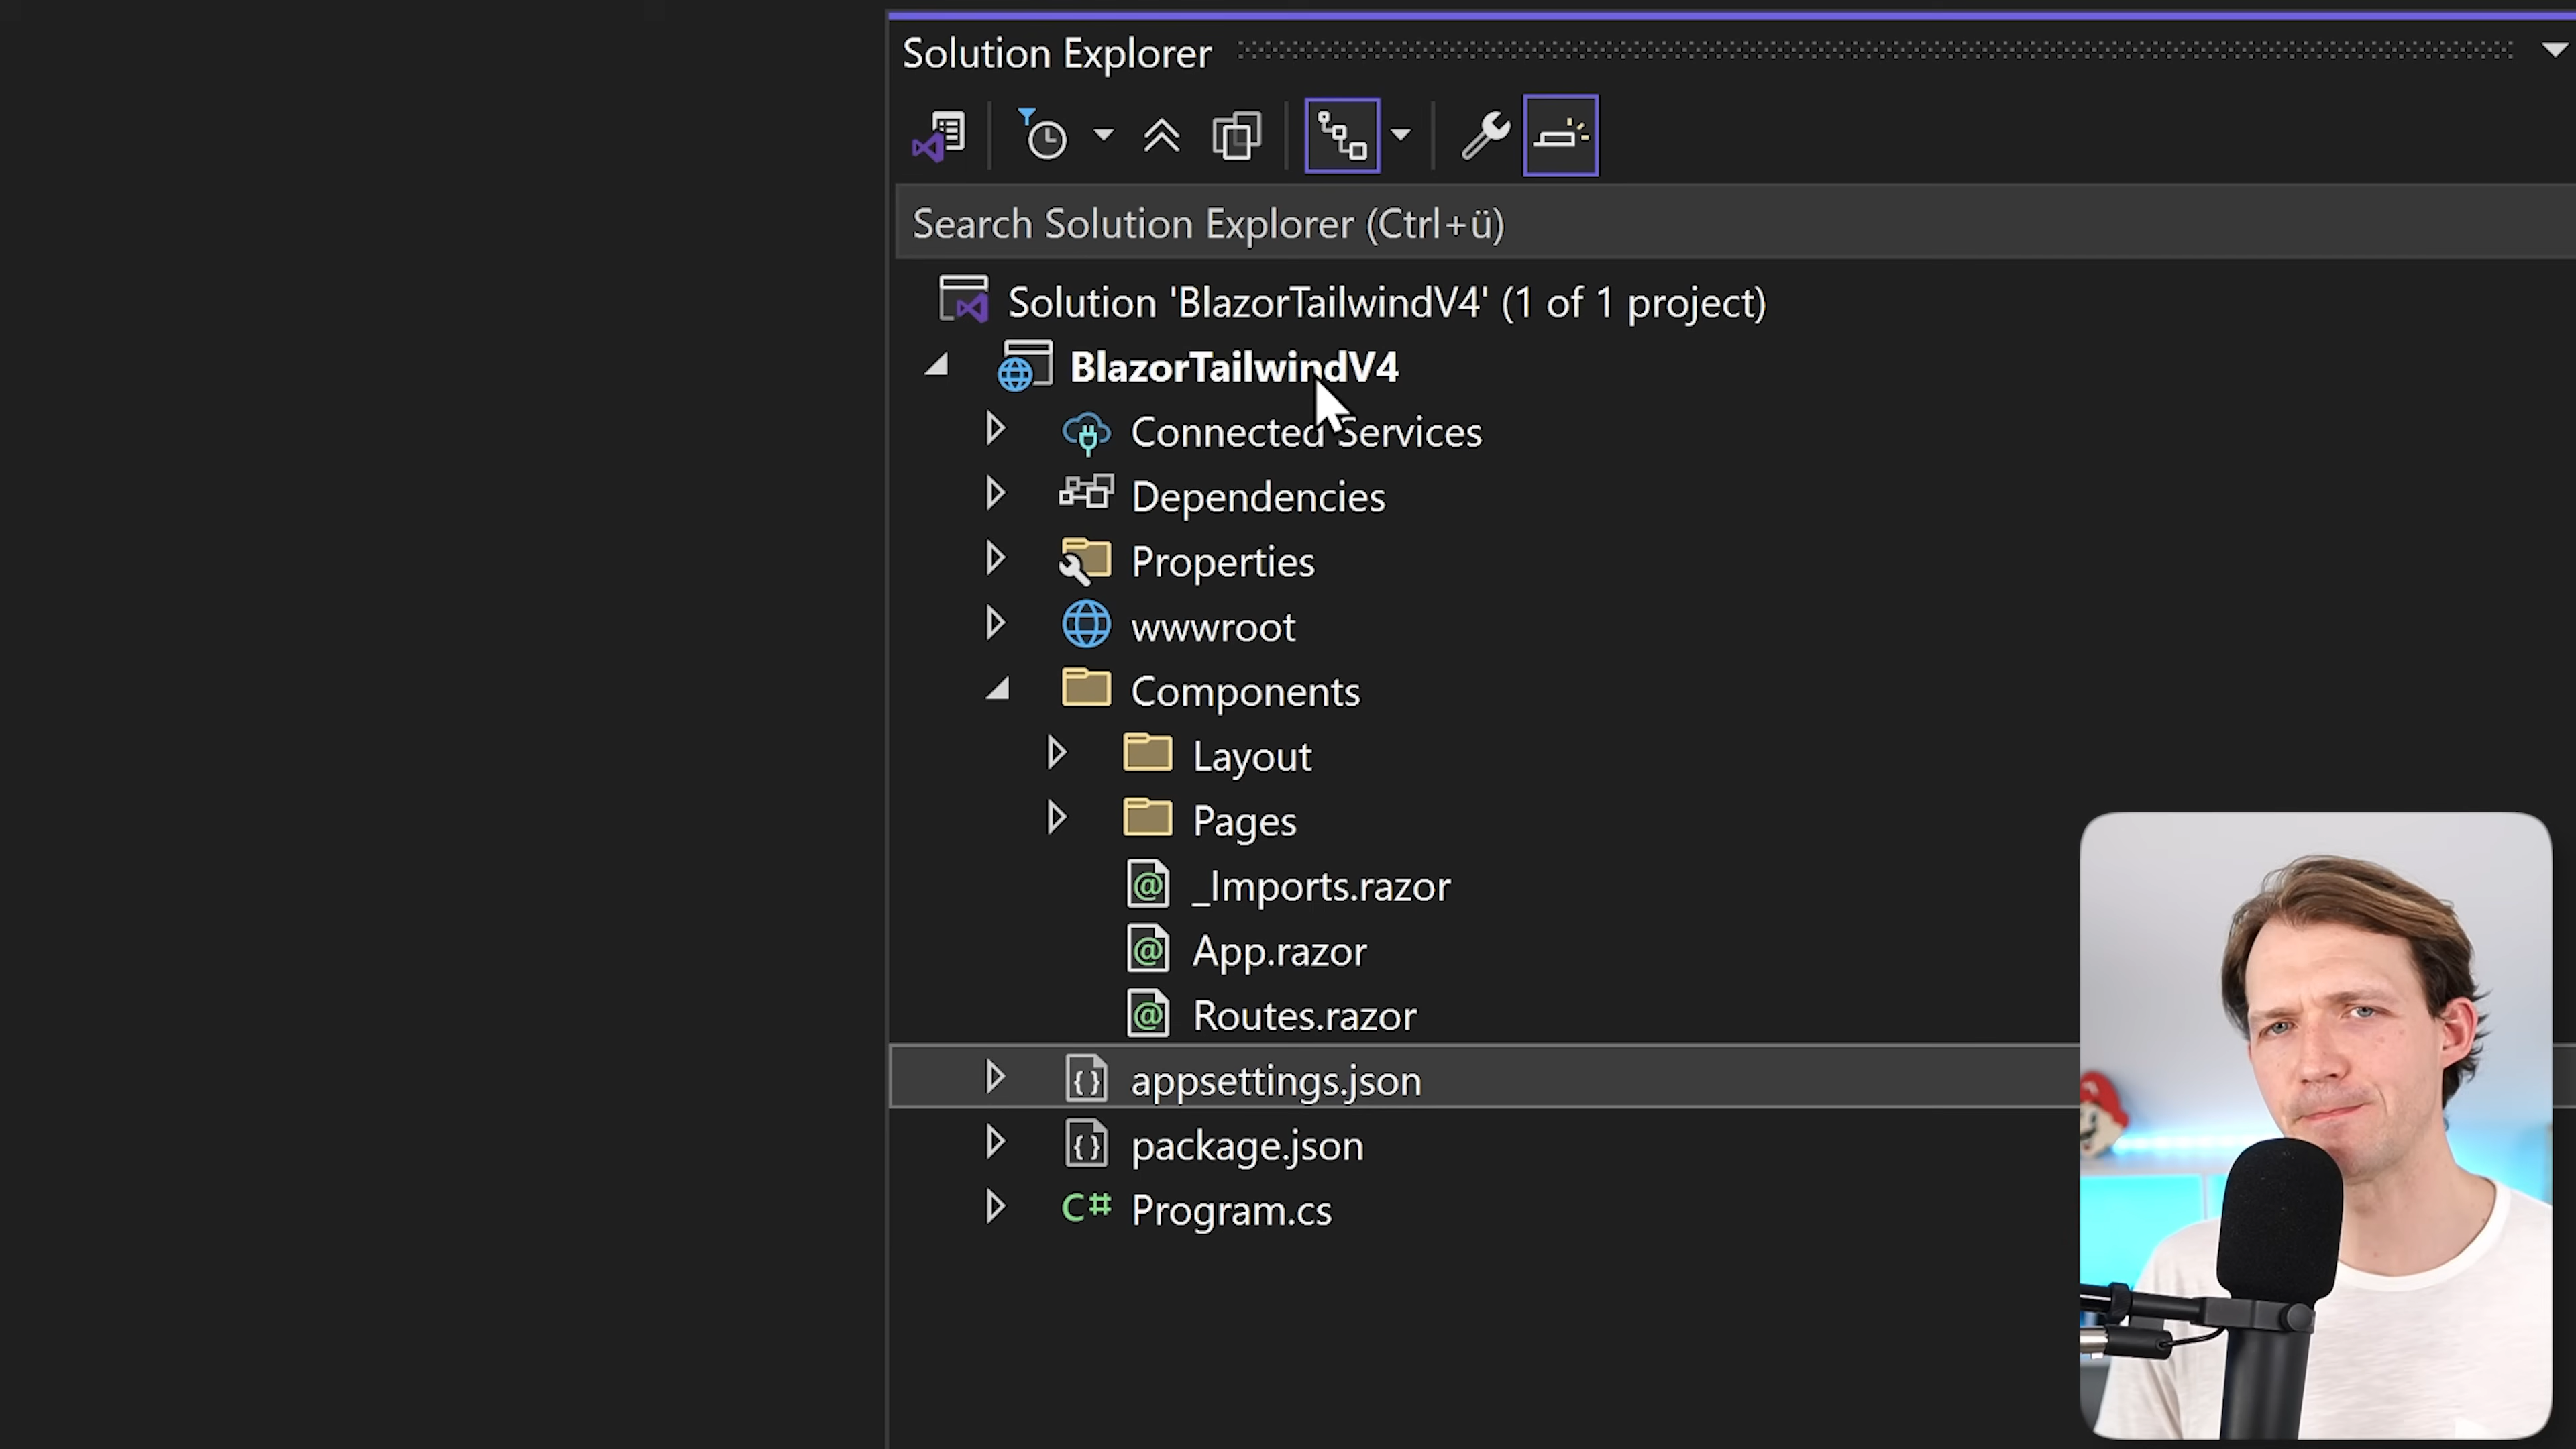 Solution Explorer
Search Solution Explorer (Ctrl+ü)
Solution 'BlazorTailwindV4' (1 of 1 project)
BlazorTailwindV4
Connected Services
Dependencies
Properties
wwwroot
Components
Layout
Pages
_Imports.razor
App.razor
Routes.razor
appsettings.json
package.json
C# Program.cs